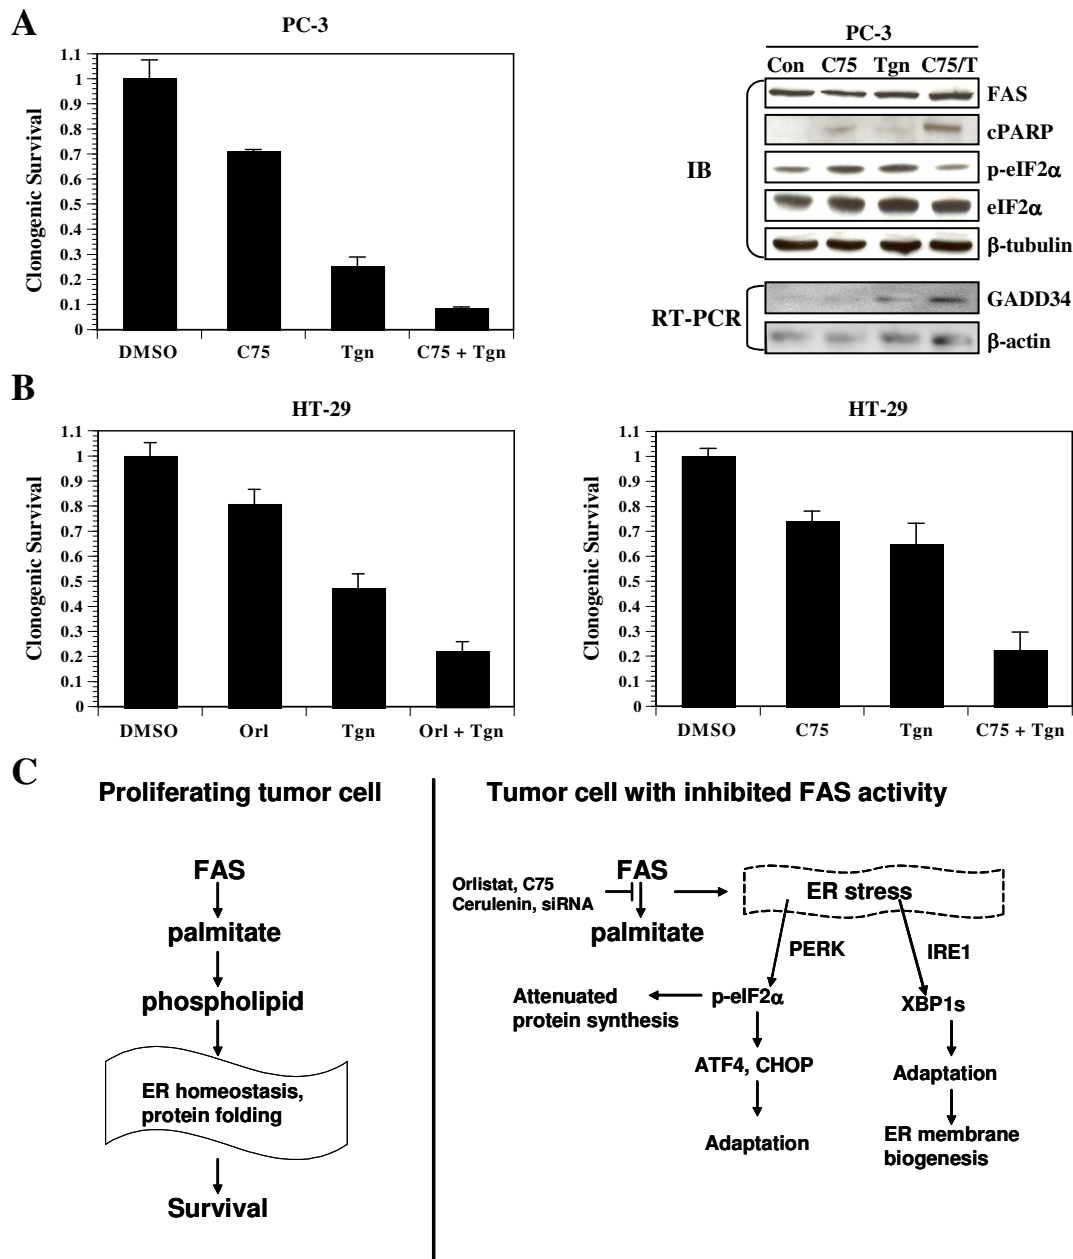 A
PC-3
Clonogenic Survival
1.1
1
0.9
0.8
0.7
0.6
0.5
0.4
0.3
0.2
0.1
0
DMSO C75 Tgn C75 + Tgn
PC-3
Con C75 Tgn C75/T
IB
FAS
cPARP
p-eIF2α
eIF2α
β-tubulin
RT-PCR
GADD34
β-actin
B
HT-29
Clonogenic Survival
1.1
1
0.9
0.8
0.7
0.6
0.5
0.4
0.3
0.2
0.1
0
DMSO Orl Tgn Orl + Tgn
HT-29
Clonogenic Survival
1.1
1
0.9
0.8
0.7
0.6
0.5
0.4
0.3
0.2
0.1
0
DMSO C75 Tgn C75 + Tgn
C
Proliferating tumor cell
FAS
palmitate
phospholipid
ER homeostasis,
protein folding
Survival
Tumor cell with inhibited FAS activity
Orlistat, C75
Cerulenin, siRNA
FAS
palmitate
ER stress
PERK
IRE1
Attenuated
protein synthesis
p-eIF2α
XBP1s
ATF4, CHOP
Adaptation
Adaptation
ER membrane
biogenesis